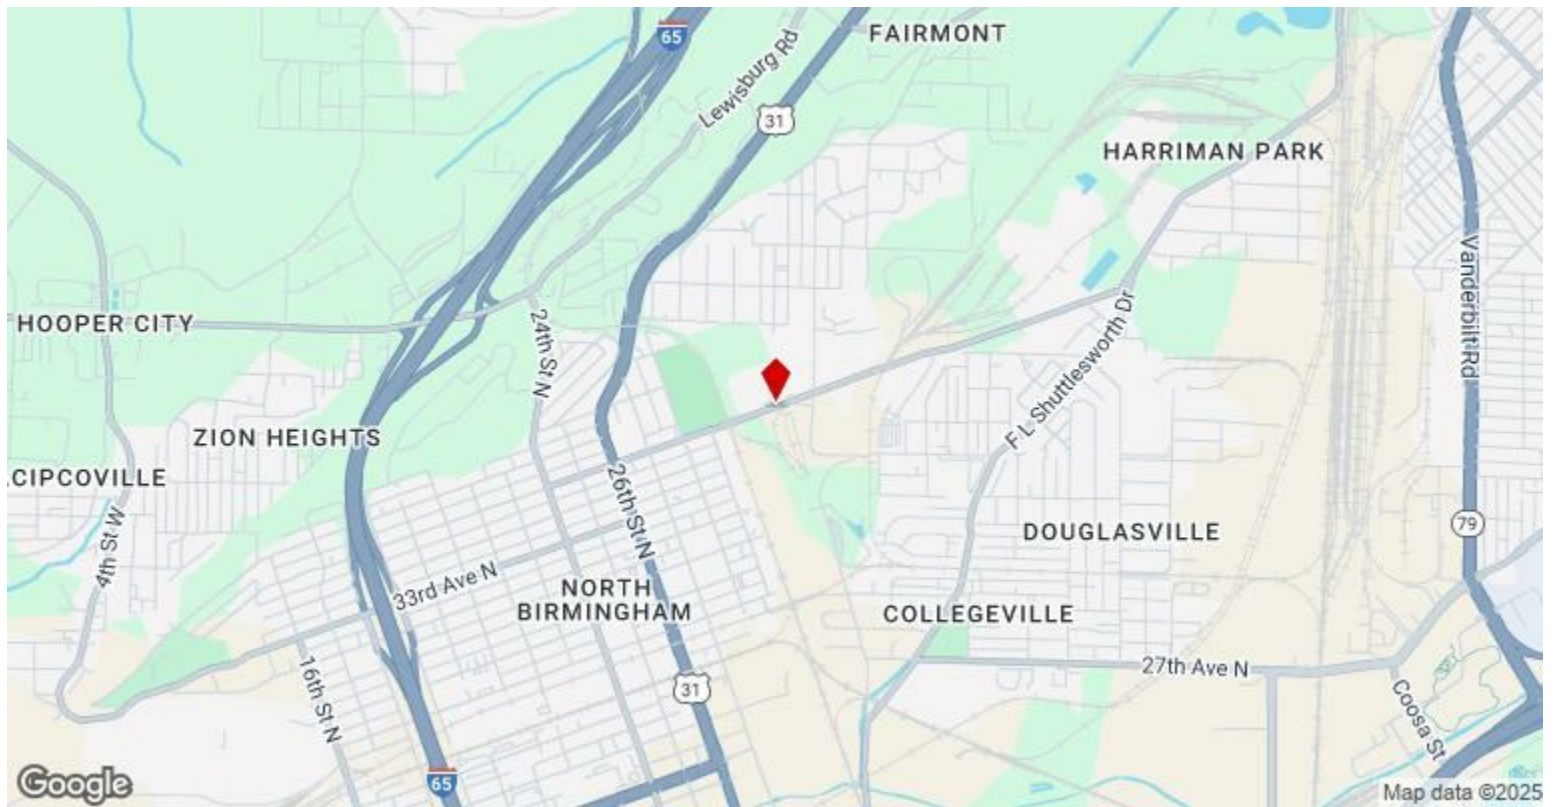 65
FAIRMONT
Lewisburg Rd
31
HARRIMAN PARK
Vanderbilt Rd
HOOPER CITY
24th St N
F L Shuttlesworth Dr
ZION HEIGHTS
CIPCOVILLE
26th St N
4th St W
79
DOUGLASVILLE
33rd Ave N
NORTH
BIRMINGHAM
COLLEGEVILLE
16th St N
31
27th Ave N
Coosa St
65
Google
Map data ©2025